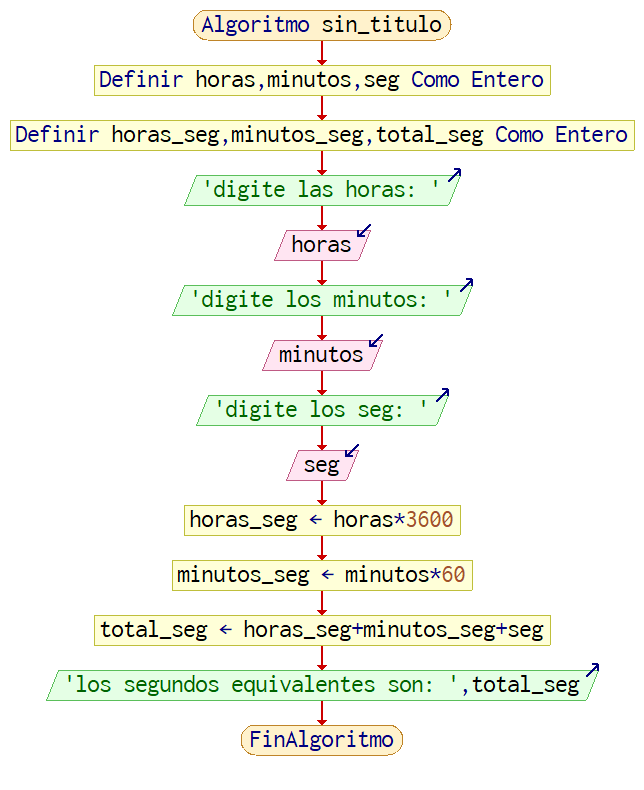 Algoritmo sin_titulo
Definir horas,minutos,seg Como Entero
Definir horas_seg,minutos_seg,total_seg Como Entero
'digite las horas: '
horas
'digite los minutos: '
minutos
'digite los seg: '
seg
horas_seg ← horas*3600
minutos_seg ← minutos*60
total_seg ← horas_seg+minutos_seg+seg
'los segundos equivalentes son: ',total_seg
FinAlgoritmo